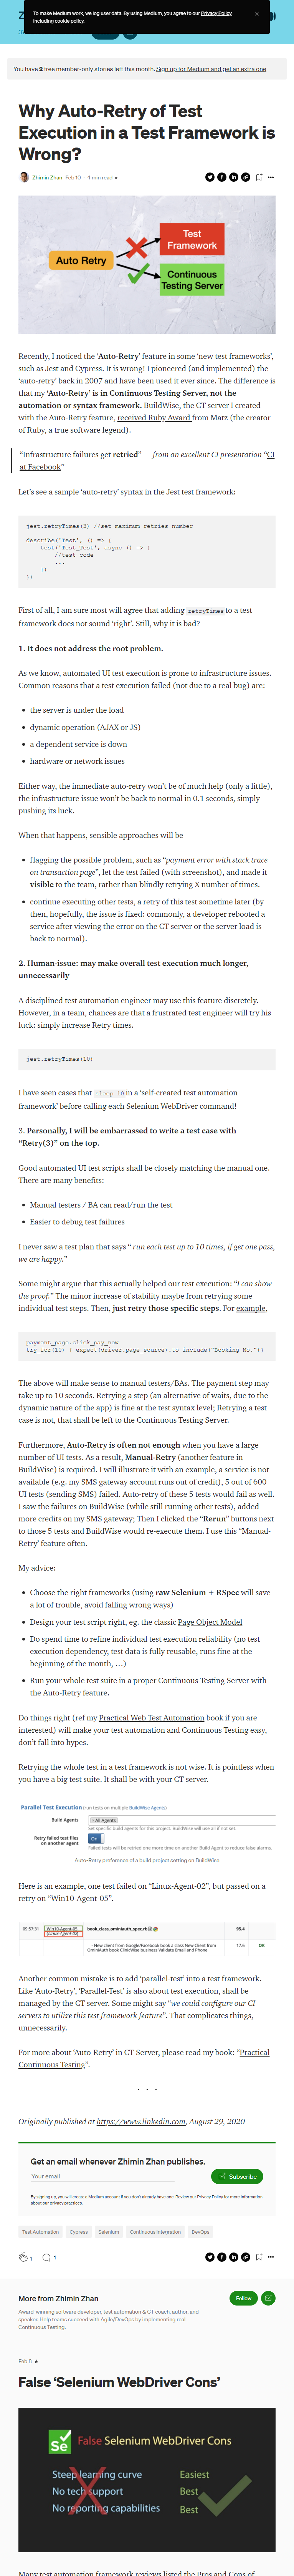 To make Medium work, we log user data. By using Medium, you agree to our Privacy Policy,
including cookie policy.
You have 2 free member-only stories left this month. Sign up for Medium and get an extra one
Why Auto-Retry of Test
Execution in a Test Framework is
Wrong?
Zhimin Zhan Feb 10 · 4 min read
Auto Retry
Test
Framework
Continuous
Testing Server
Recently, I noticed the ‘Auto-Retry’ feature in some ‘new test frameworks’,
such as Jest and Cypress. It is wrong! I pioneered (and implemented) the
‘auto-retry’ back in 2007 and have been used it ever since. The difference is
that my ‘Auto-Retry’ is in Continuous Testing Server, not the
automation or syntax framework. BuildWise, the CT server I created
with the Auto-Retry feature, received Ruby Award from Matz (the creator
of Ruby, a true software legend).
“Infrastructure failures get retried” — from an excellent CI presentation “CI
at Facebook”
Let’s see a sample ‘auto-retry’ syntax in the Jest test framework:
jest.retryTimes(3) //set maximum retries number
describe('Test', () => {
test('Test_Test', async () => {
//test code
...
})
})
First of all, I am sure most will agree that adding retryTimes to a test
framework does not sound ‘right’. Still, why it is bad?
1. It does not address the root problem.
As we know, automated UI test execution is prone to infrastructure issues.
Common reasons that a test execution failed (not due to a real bug) are:
• the server is under the load
• dynamic operation (AJAX or JS)
• a dependent service is down
• hardware or network issues
Either way, the immediate auto-retry won’t be of much help (only a little),
the infrastructure issue won’t be back to normal in 0.1 seconds, simply
pushing its luck.
When that happens, sensible approaches will be
• flagging the possible problem, such as “payment error with stack trace
on transaction page”, let the test failed (with screenshot), and made it
visible to the team, rather than blindly retrying X number of times.
• continue executing other tests, a retry of this test sometime later (by
then, hopefully, the issue is fixed: commonly, a developer rebooted a
service after viewing the error on the CT server or the server load is
back to normal).
2. Human-issue: may make overall test execution much longer,
unnecessarily
A disciplined test automation engineer may use this feature discretely.
However, in a team, chances are that a frustrated test engineer will try his
luck: simply increase Retry times.
jest.retryTimes(10)
I have seen cases that sleep 10 in a ‘self-created test automation
framework’ before calling each Selenium WebDriver command!
3. Personally, I will be embarrassed to write a test case with
“Retry(3)” on the top.
Good automated UI test scripts shall be closely matching the manual one.
There are many benefits:
• Manual testers / BA can read/run the test
• Easier to debug test failures
I never saw a test plan that says “ run each test up to 10 times, if get one pass,
we are happy.”
Some might argue that this actually helped our test execution: “I can show
the proof.” The minor increase of stability maybe from retrying some
individual test steps. Then, just retry those specific steps. For example,
payment_page.click_pay_now
try_for(10) { expect(driver.page_source).to include("Booking No.")}
The above will make sense to manual testers/BAs. The payment step may
take up to 10 seconds. Retrying a step (an alternative of waits, due to the
dynamic nature of the app) is fine at the test syntax level; Retrying a test
case is not, that shall be left to the Continuous Testing Server.
Furthermore, Auto-Retry is often not enough when you have a large
number of UI tests. As a result, Manual-Retry (another feature in
BuildWise) is required. I will illustrate it with an example, a service is not
available (e.g. my SMS gateway account runs out of credit), 5 out of 600
UI tests (sending SMS) failed. Auto-retry of these 5 tests would fail as well.
I saw the failures on BuildWise (while still running other tests), added
more credits on my SMS gateway; Then I clicked the “Rerun” buttons next
to those 5 tests and BuildWise would re-execute them. I use this “Manual-
Retry’ feature often.
My advice:
• Choose the right frameworks (using raw Selenium + RSpec will save
a lot of trouble, avoid falling wrong ways)
• Design your test script right, eg. the classic Page Object Model
• Do spend time to refine individual test execution reliability (no test
execution dependency, test data is fully reusable, runs fine at the
beginning of the month, …)
• Run your whole test suite in a proper Continuous Testing Server with
the Auto-Retry feature.
Do things right (ref my Practical Web Test Automation book if you are
interested) will make your test automation and Continuous Testing easy,
don’t fall into hypes.
Retrying the whole test in a test framework is not wise. It is pointless when
you have a big test suite. It shall be with your CT server.
Parallel Test Execution (run tests on multiple BuildWise Agents)
Build Agents - All Agents
Set specific build agents for this project. BuildWise will use all if not set.
Retry failed test files On
on another agent
Failed tests will be retried one more time on another Build Agent to reduce false alarms.
Auto-Retry preference of a build project setting on BuildWise
Here is an example, one test failed on “Linux-Agent-02”, but passed on a
retry on “Win10-Agent-05”.
09:57:31 Win10-Agent-05 book_class_ominiauth_spec.rb 95.4
Linux-Agent-02
- New client from Google/Facebook book a class New Client from 17.6 OK
OminiAuth book ClinicWise business Validate Email and Phone
Another common mistake is to add ‘parallel-test’ into a test framework.
Like ‘Auto-Retry’, ‘Parallel-Test’ is also about test execution, shall be
managed by the CT server. Some might say “we could configure our CI
servers to utilise this test framework feature”. That complicates things,
unnecessarily.
For more about ‘Auto-Retry’ in CT Server, please read my book: “Practical
Continuous Testing”.
· · ·
Originally published at https://www.linkedin.com, August 29, 2020
Get an email whenever Zhimin Zhan publishes.
Your email
Subscribe
By signing up, you will create a Medium account if you don’t already have one. Review our Privacy Policy for more information
about our privacy practices.
Test Automation Cypress Selenium Continuous Integration DevOps
1 1
More from Zhimin Zhan
Follow
Award-winning software developer, test automation & CT coach, author, and
speaker. Help teams succeed with Agile/DevOps by implementing real
Continuous Testing.
Feb 8
False ‘Selenium WebDriver Cons’
Se False Selenium WebDriver Cons
Steep learning curve Easiest
No tech support Best
No reporting capabilities Best
Many test automation framework reviews listed the Pros and Cons of